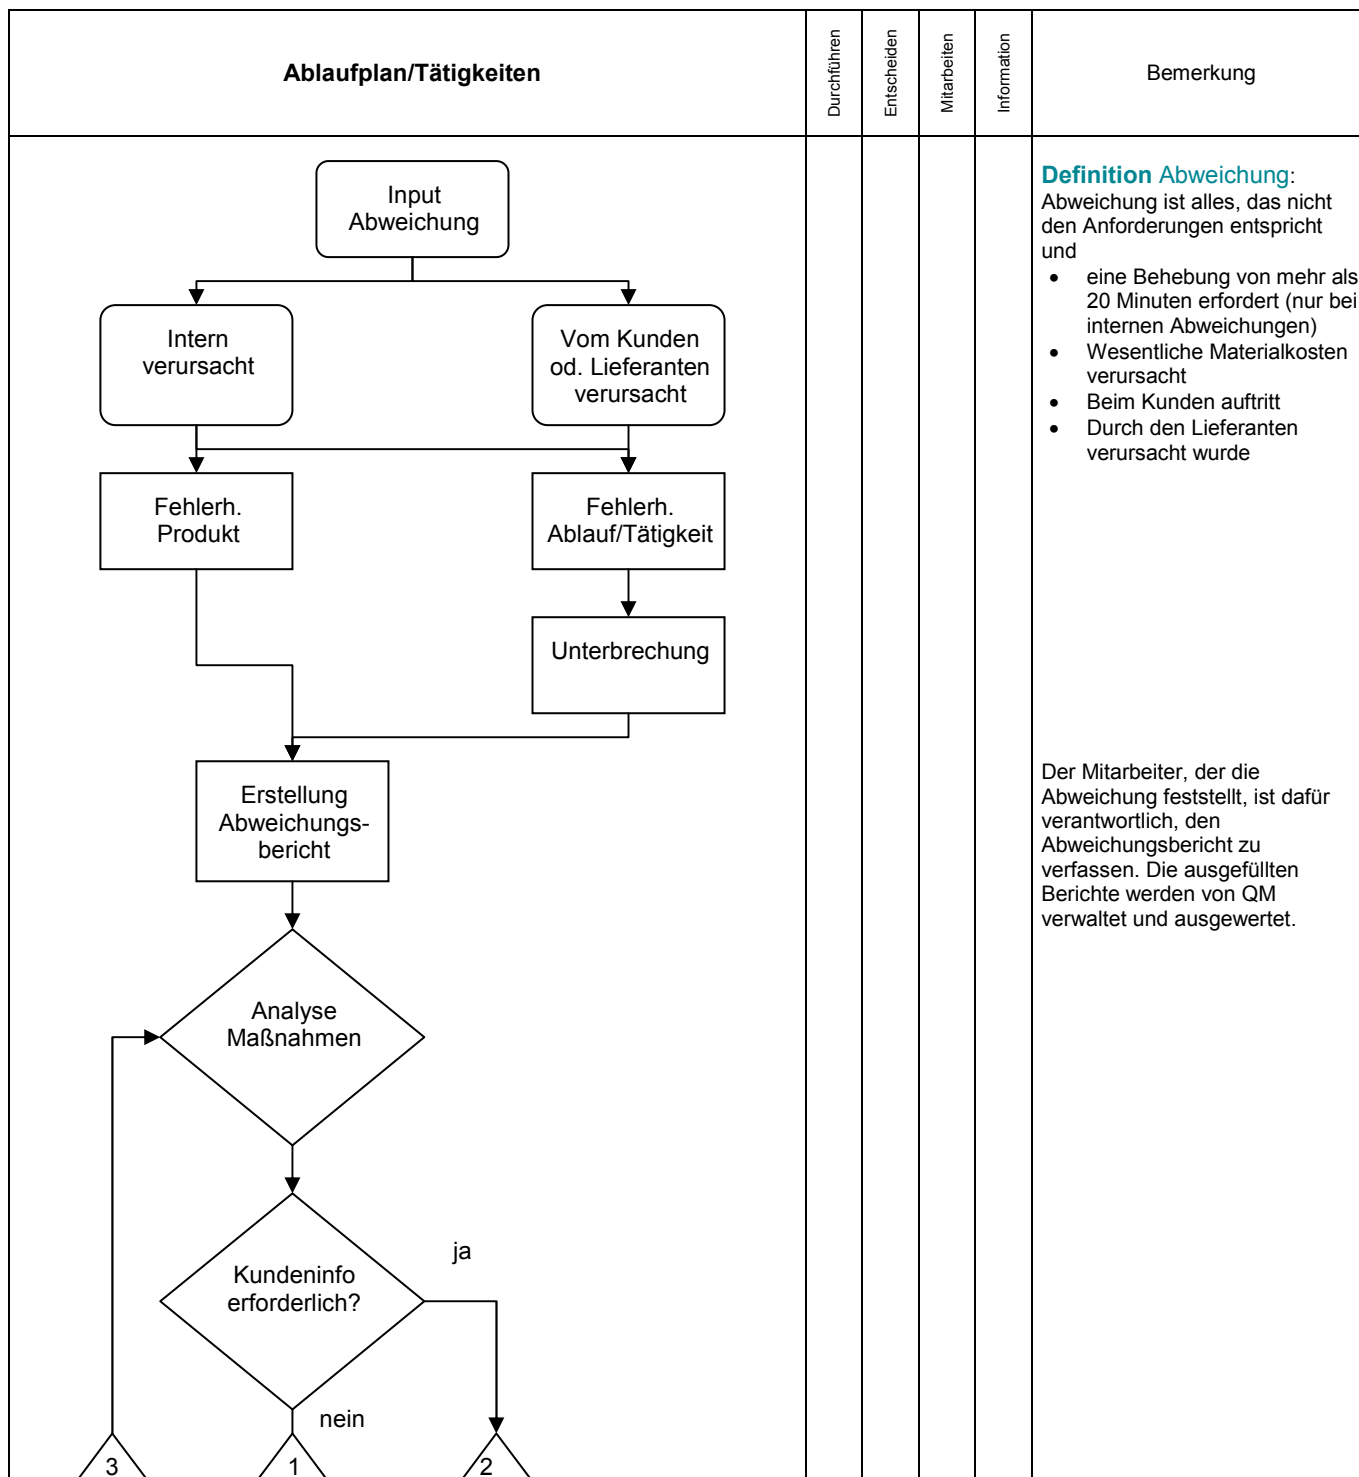 Ablaufplan/Tätigkeiten
Durchführen
Entscheiden
Mitarbeiten
Information
Bemerkung
Input
Abweichung
Intern
verursacht
Vom Kunden
od. Lieferanten
verursacht
Fehlerh.
Produkt
Fehlerh.
Ablauf/Tätigkeit
Unterbrechung
Erstellung
Abweichungs-
bericht
Analyse
Maßnahmen
Kundeninfo
erforderlich?
ja
nein
3
1
2
Definition Abweichung:
Abweichung ist alles, das nicht
den Anforderungen entspricht
und
• eine Behebung von mehr als
20 Minuten erfordert (nur bei
internen Abweichungen)
• Wesentliche Materialkosten
verursacht
• Beim Kunden auftritt
• Durch den Lieferanten
verursacht wurde
Der Mitarbeiter, der die
Abweichung feststellt, ist dafür
verantwortlich, den
Abweichungsbericht zu
verfassen. Die ausgefüllten
Berichte werden von QM
verwaltet und ausgewertet.